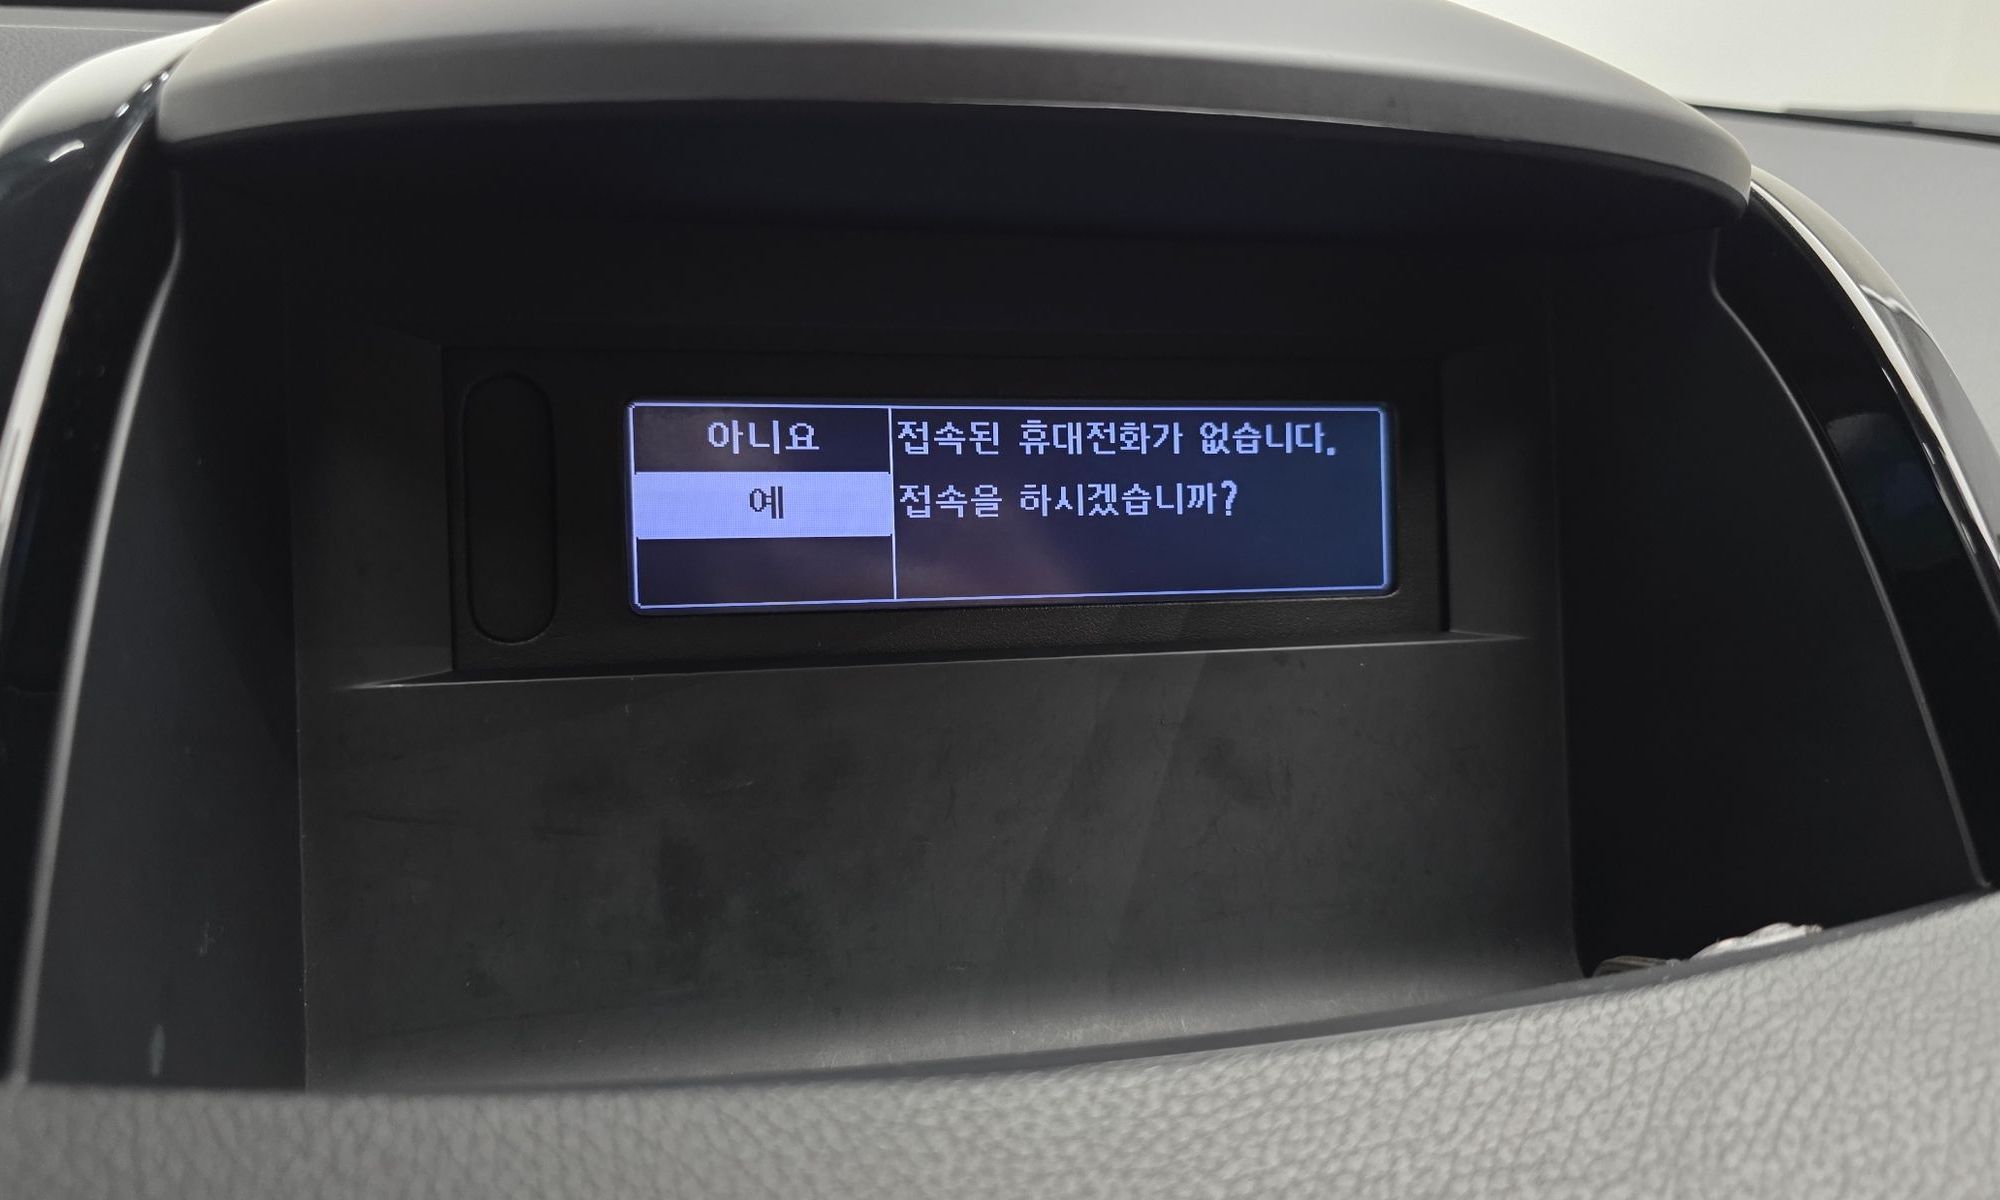 아니요
예
접속된 휴대전화가 없습니다.
접속을 하시겠습니까?